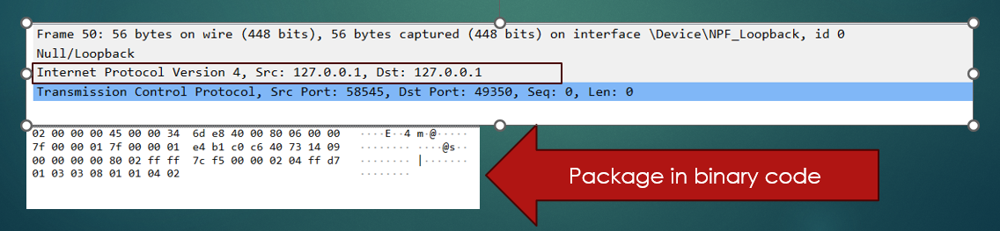 Frame 50: 56 bytes on wire (448 bits), 56 bytes captured (448 bits) on interface \Device\NPF_Loopback, id 0
Null/Loopback
Internet Protocol Version 4, Src: 127.0.0.1, Dst: 127.0.0.1
Transmission Control Protocol, Src Port: 58545, Dst Port: 49350, Seq: 0, Len: 0
02 00 00 00 45 00 00 34 6d e8 40 00 80 06 00 00 ····E··4 m·@·····
7f 00 00 01 7f 00 00 01 e4 b1 c0 c6 40 73 14 09 ········ ····@s··
00 00 00 00 80 02 ff ff 7c f5 00 00 02 04 ff d7 ········ |·······
01 03 03 08 01 01 04 02 ········
Package in binary code